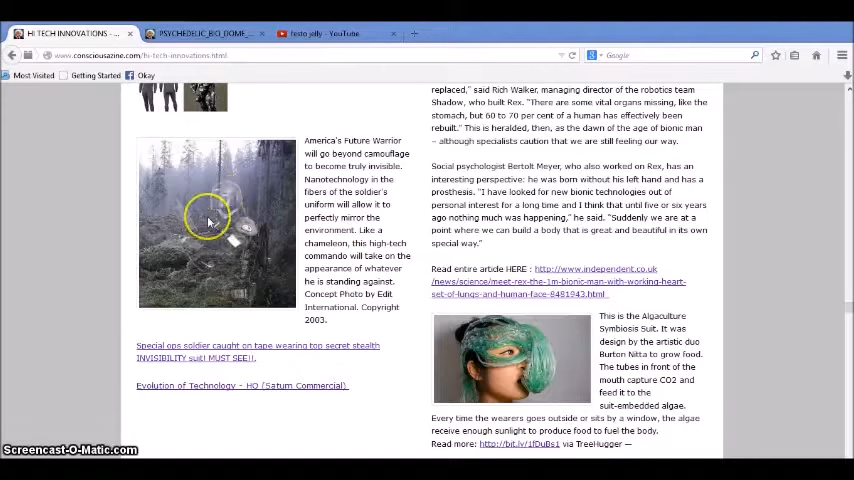 HI TECH INNOVATIONS - ...
PSYCHEDELIC_BIO_DOME_...
festo jelly - YouTube
www.consciousazine.com/hi-tech-innovations.html
Google
Most Visited
Getting Started
Okay
America's Future Warrior
will go beyond camouflage
to become truly invisible.
Nanotechnology in the
fibers of the soldier's
uniform will allow it to
perfectly mirror the
environment. Like a
chameleon, this high-tech
commando will take on the
appearance of whatever
he is standing against.
Concept Photo by Edit
International. Copyright
2003.
Special ops soldier caught on tape wearing top secret stealth
INVISIBILITY suit! MUST SEE!!.
Evolution of Technology - HQ (Saturn Commercial)
replaced," said Rich Walker, managing director of the robotics team
Shadow, who built Rex. "There are some vital organs missing, like the
stomach, but 60 to 70 per cent of a human has effectively been
rebuilt." This is heralded, then, as the dawn of the age of bionic man
– although specialists caution that we are still feeling our way.
Social psychologist Bertolt Meyer, who also worked on Rex, has an
interesting perspective: he was born without his left hand and has a
prosthesis. "I have looked for new bionic technologies out of
personal interest for a long time and I think that until five or six years
ago nothing much was happening," he said. "Suddenly we are at a
point where we can build a body that is great and beautiful in its own
special way."
Read entire article HERE : http://www.independent.co.uk
/news/science/meet-rex-the-1m-bionic-man-with-working-heart-
set-of-lungs-and-human-face-8481943.html
This is the Algaculture
Symbiosis Suit. It was
design by the artistic duo
Burton Nitta to grow food.
The tubes in front of the
mouth capture CO2 and
feed it to the
suit-embedded algae.
Every time the wearers goes outside or sits by a window, the algae
receive enough sunlight to produce food to fuel the body.
Read more: http://bit.ly/1fDuBs1 via TreeHugger —
Screencast-O-Matic.com